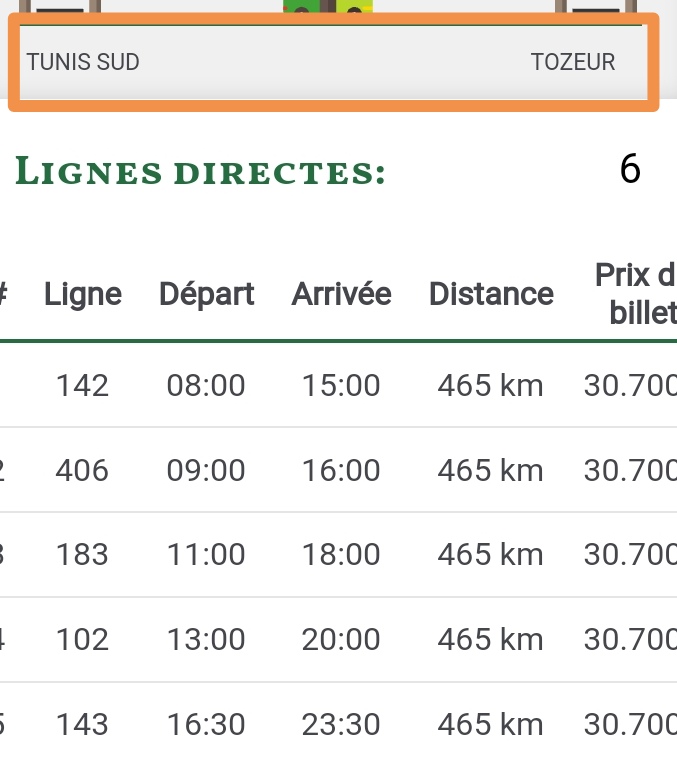 TUNIS SUD TOZEUR
LIGNES DIRECTES: 6
# Ligne Départ Arrivée Distance Prix d
billet
142 08:00 15:00 465 km 30.700
2 406 09:00 16:00 465 km 30.700
3 183 11:00 18:00 465 km 30.700
4 102 13:00 20:00 465 km 30.700
5 143 16:30 23:30 465 km 30.700